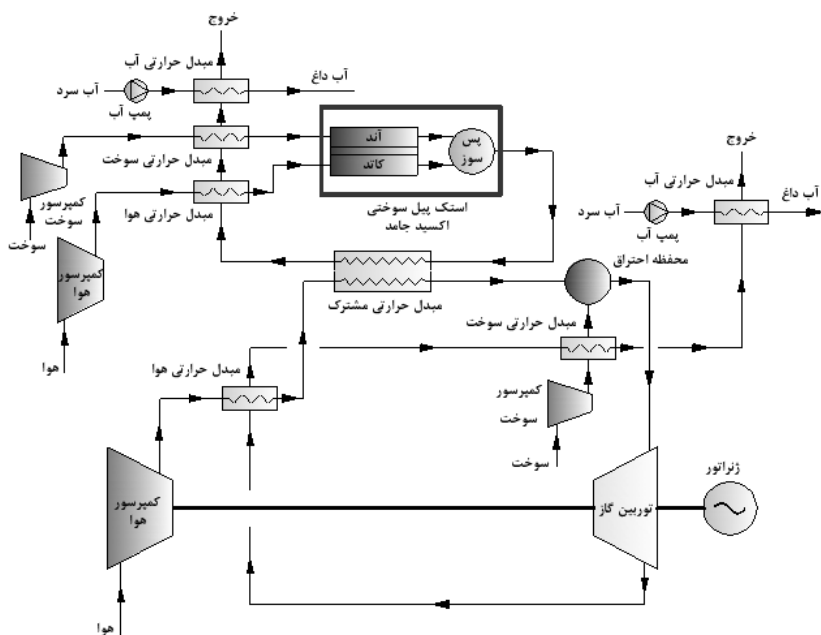 خروج
مبدل حرارتی آب
آب سرد
پمپ آب
آب داغ
مبدل حرارتی سوخت
آند
کاتد
پس
سوز
کمپرسور
سوخت
سوخت
مبدل حرارتی هوا
استک پیل سوختی
اکسید جامد
خروج
مبدل حرارتی آب
آب داغ
آب سرد
پمپ آب
کمپرسور
هوا
محفظه احتراق
مبدل حرارتی مشترک
مبدل حرارتی سوخت
هوا
مبدل حرارتی هوا
کمپرسور
سوخت
سوخت
کمپرسور
هوا
توربین گاز
ژنراتور
هوا